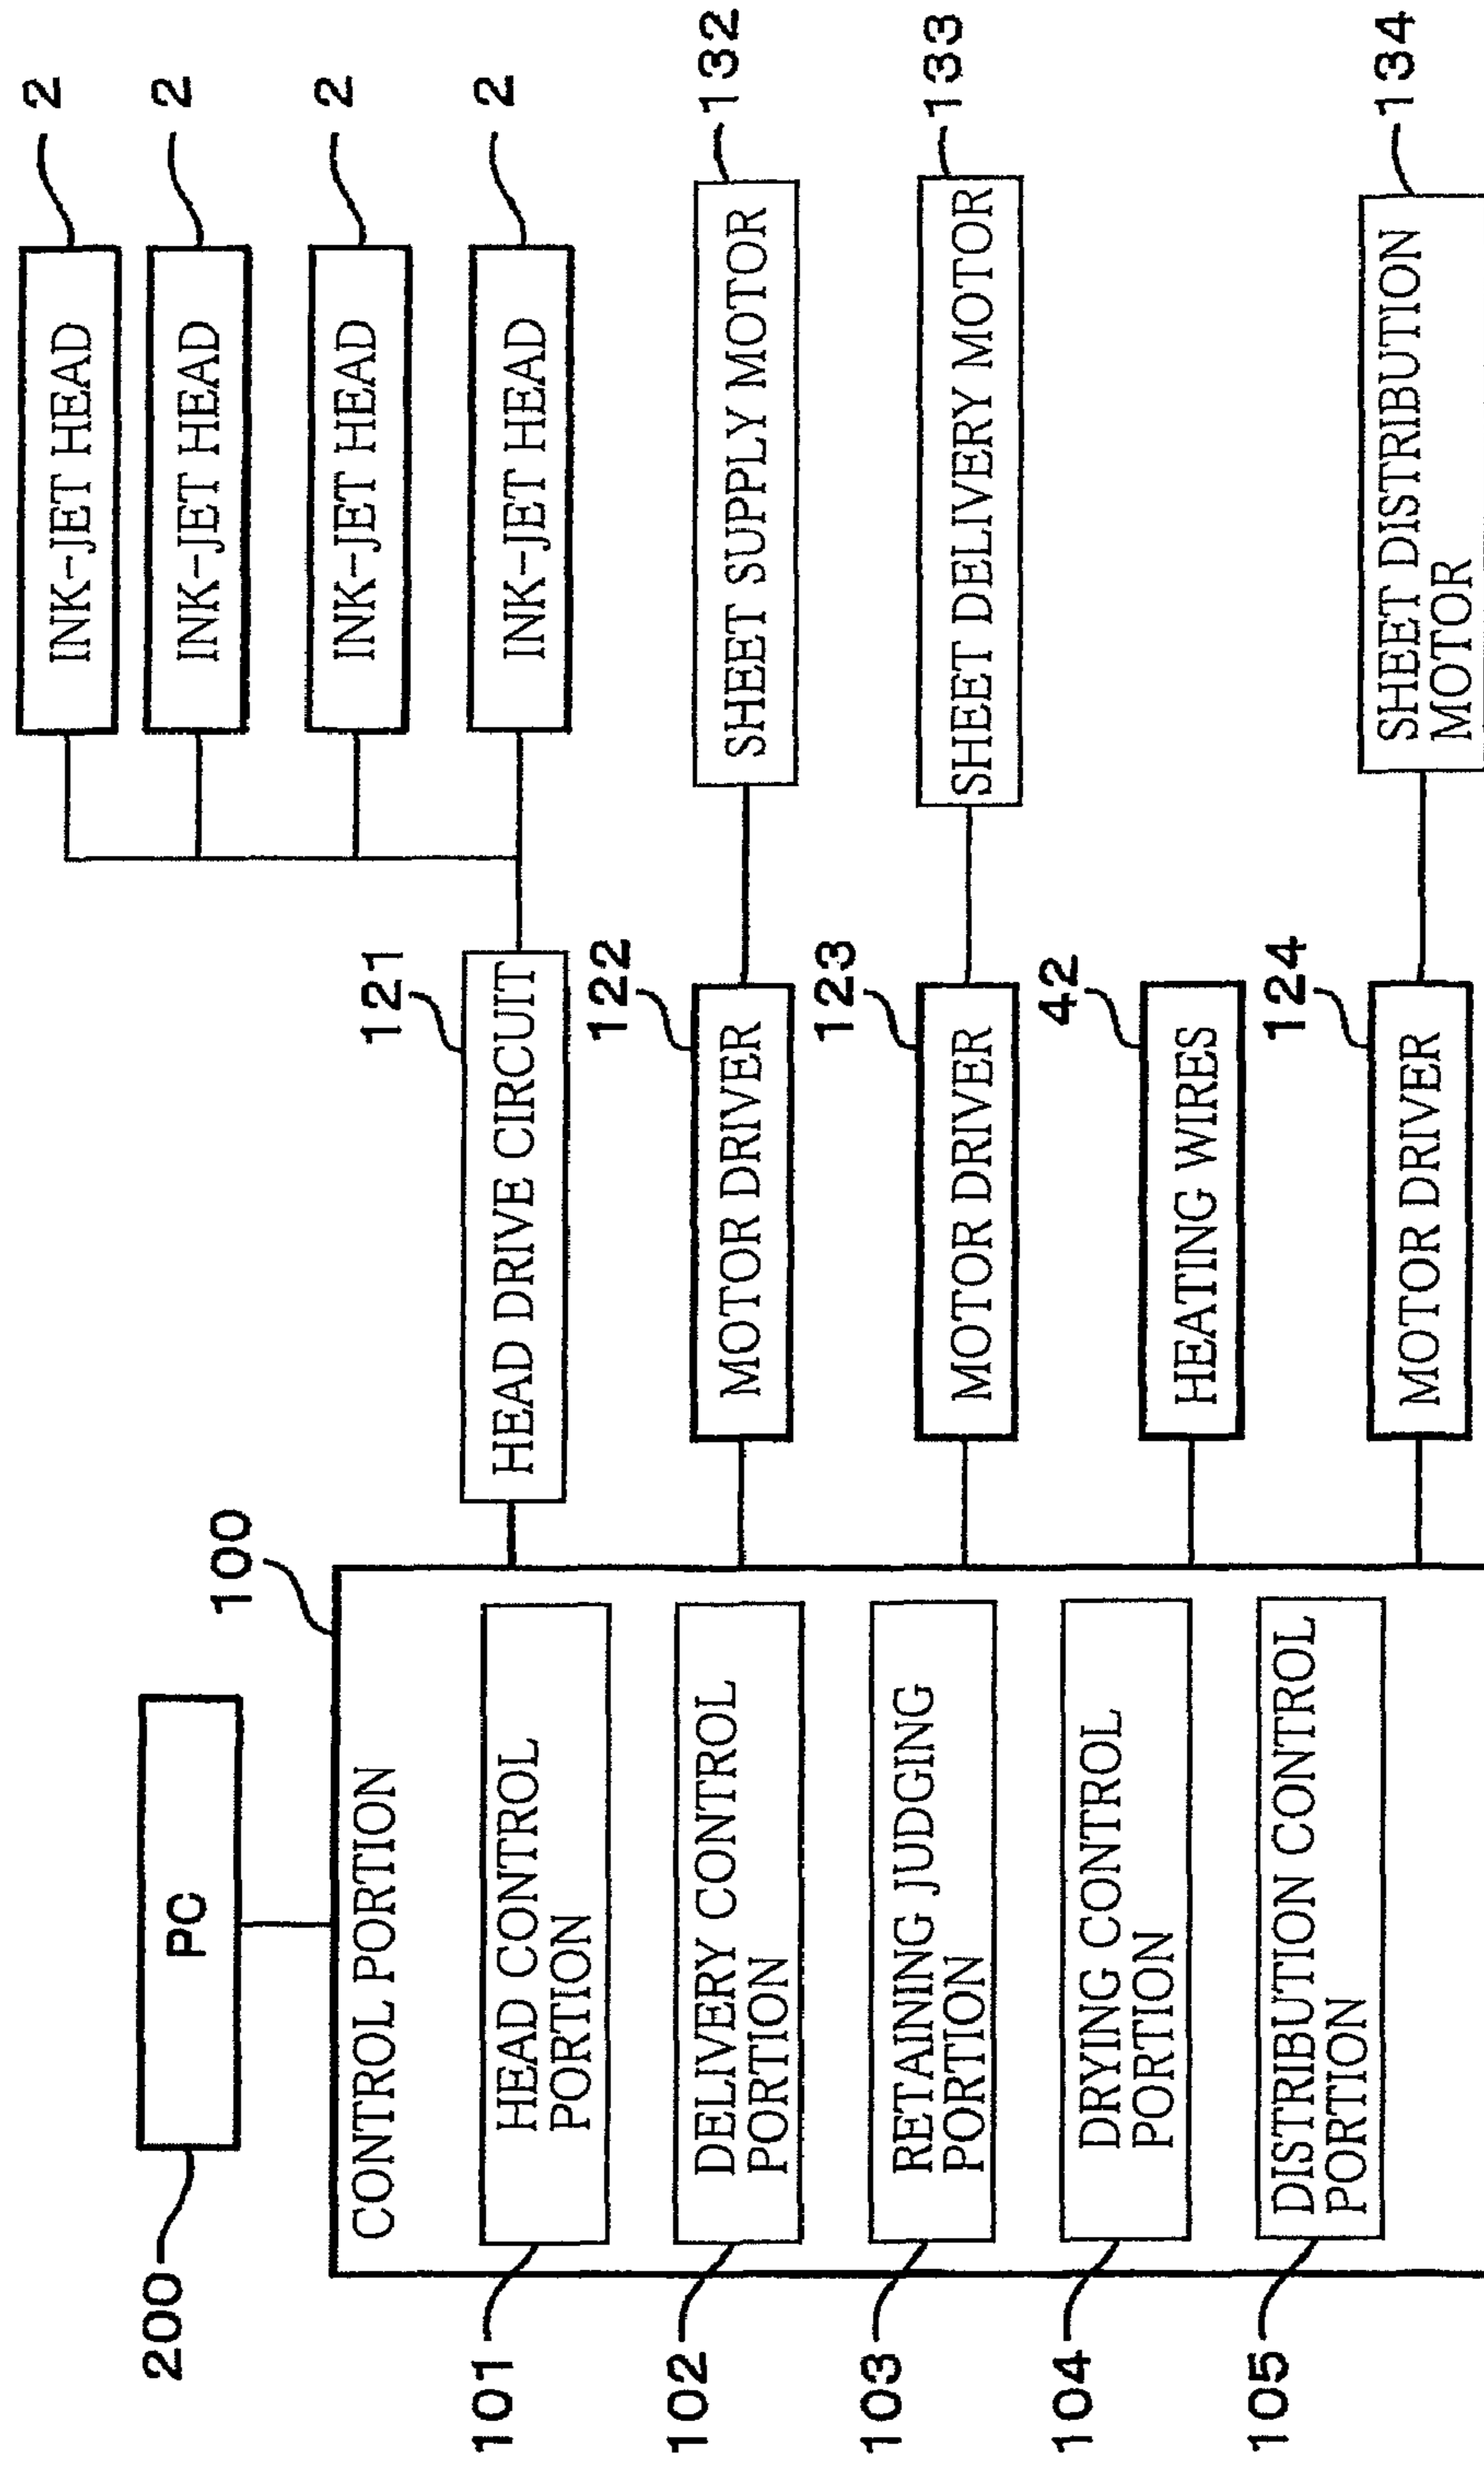 200
PC
100
CONTROL PORTION
101
HEAD CONTROL
PORTION
102
DELIVERY CONTROL
PORTION
103
RETAINING JUDGING
PORTION
104
DRYING CONTROL
PORTION
105
DISTRIBUTION CONTROL
PORTION
121
HEAD DRIVE CIRCUIT
122
MOTOR DRIVER
123
MOTOR DRIVER
42
HEATING WIRES
124
MOTOR DRIVER
INK-JET HEAD
2
INK-JET HEAD
2
INK-JET HEAD
2
INK-JET HEAD
2
SHEET SUPPLY MOTOR
132
SHEET DELIVERY MOTOR
133
SHEET DISTRIBUTION
MOTOR
134